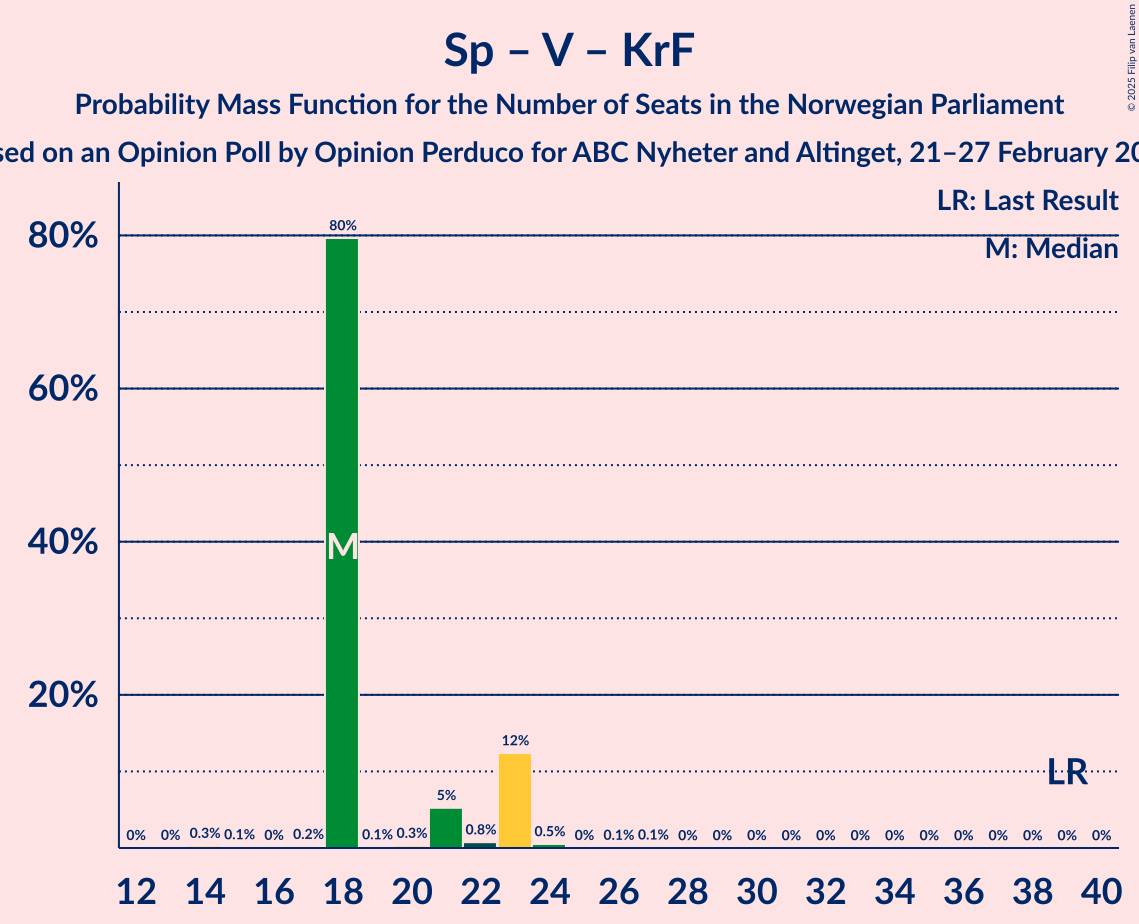 Sp – V – KrF
Probability Mass Function for the Number of Seats in the Norwegian Parliament
on an Opinion Poll by Opinion Perduco for ABC Nyheter and Altinget, 21–27 February
© 2025 Filip van Laenen
LR: Last Result
M: Median
80%
60%
40%
20%
0% 0% 0.3% 0.1% 0% 0.2% 80% 0.1% 0.3% 5% 0.8% 12% 0.5% 0% 0.1% 0.1% 0% 0% 0% 0% 0% 0% 0% 0% 0% 0% 0% 0% 0%
M
LR
12 14 16 18 20 22 24 26 28 30 32 34 36 38 40